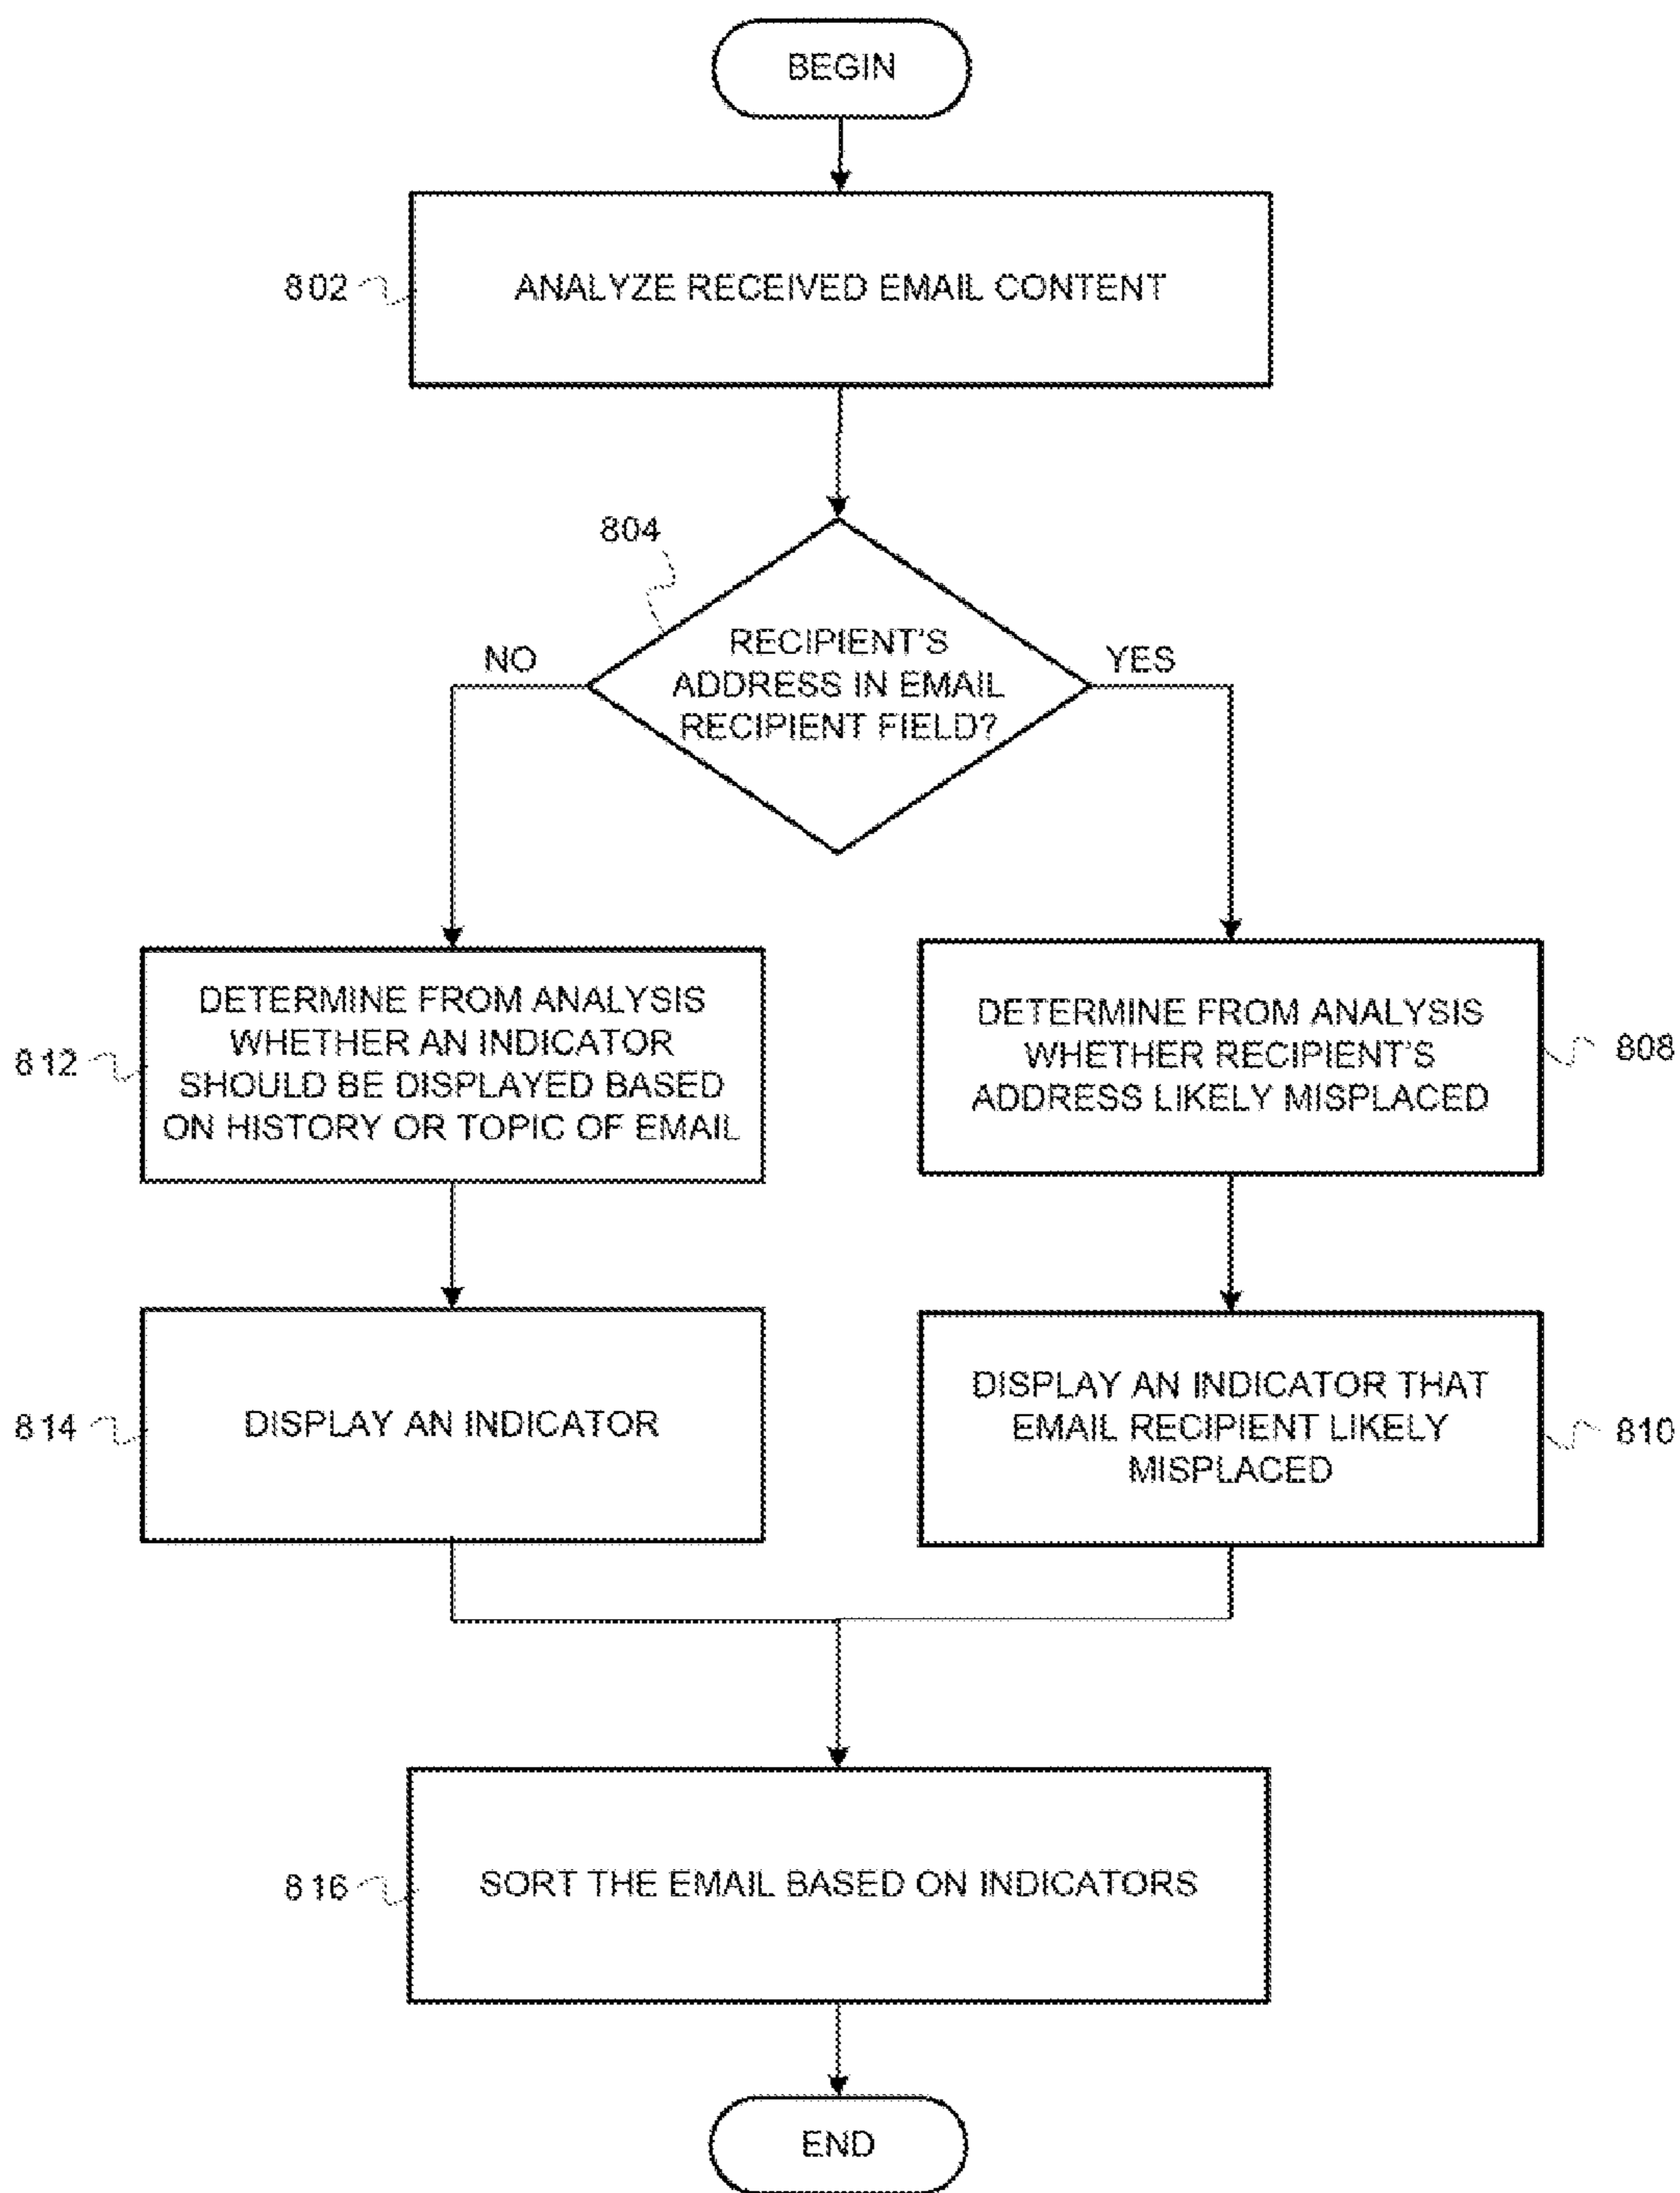 BEGIN
802
ANALYZE RECEIVED EMAIL CONTENT
804
RECIPIENT'S
ADDRESS IN EMAIL
RECIPIENT FIELD?
NO
YES
812
DETERMINE FROM ANALYSIS
WHETHER AN INDICATOR
SHOULD BE DISPLAYED BASED
ON HISTORY OR TOPIC OF EMAIL
DETERMINE FROM ANALYSIS
WHETHER RECIPIENT'S
ADDRESS LIKELY MISPLACED
808
814
DISPLAY AN INDICATOR
DISPLAY AN INDICATOR THAT
EMAIL RECIPIENT LIKELY
MISPLACED
810
816
SORT THE EMAIL BASED ON INDICATORS
END